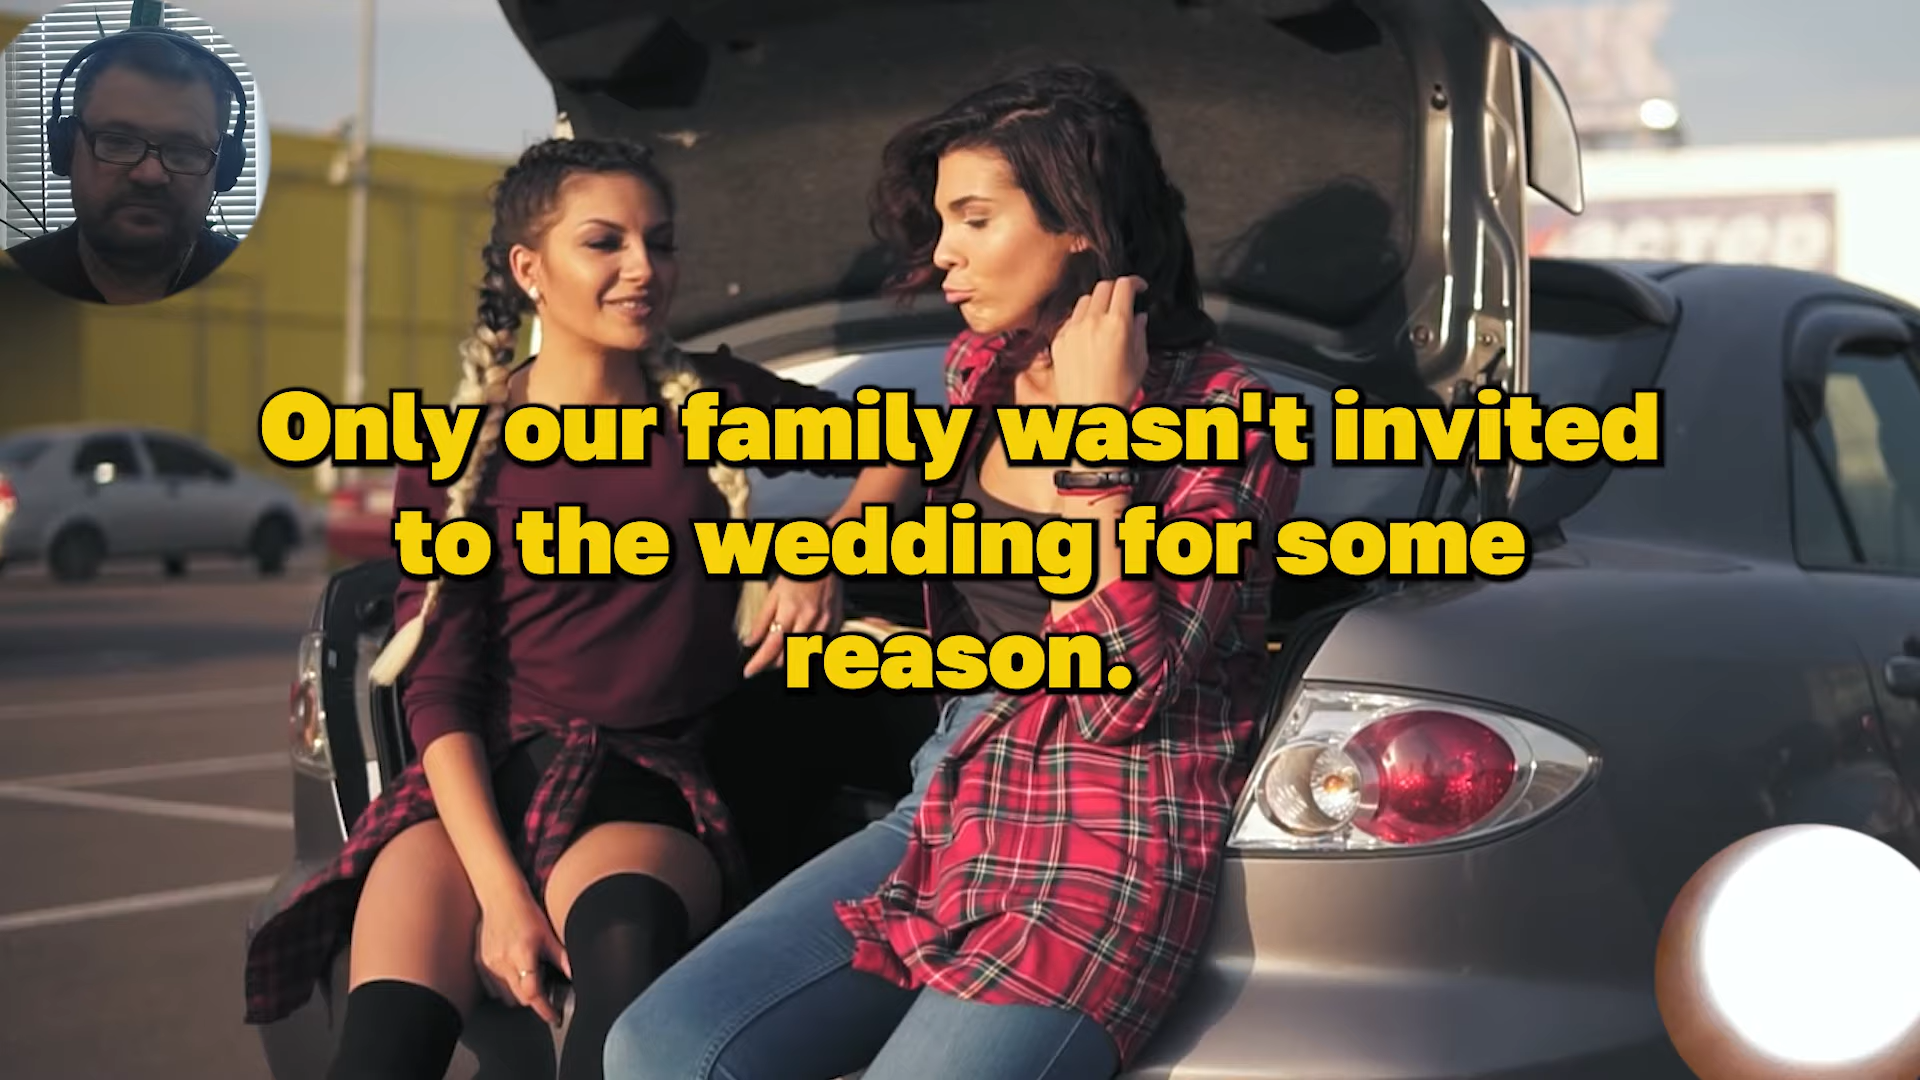 Only our family wasn't invited
to the wedding for some
reason.